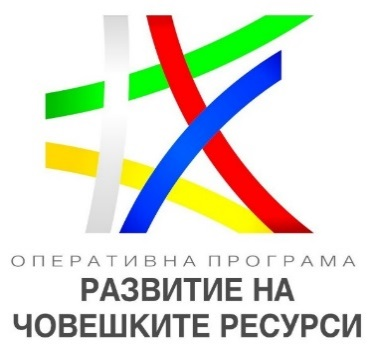 ОПЕРАТИВНА ПРОГРАМА
РАЗВИТИЕ НА
ЧОВЕШКИТЕ РЕСУРСИ